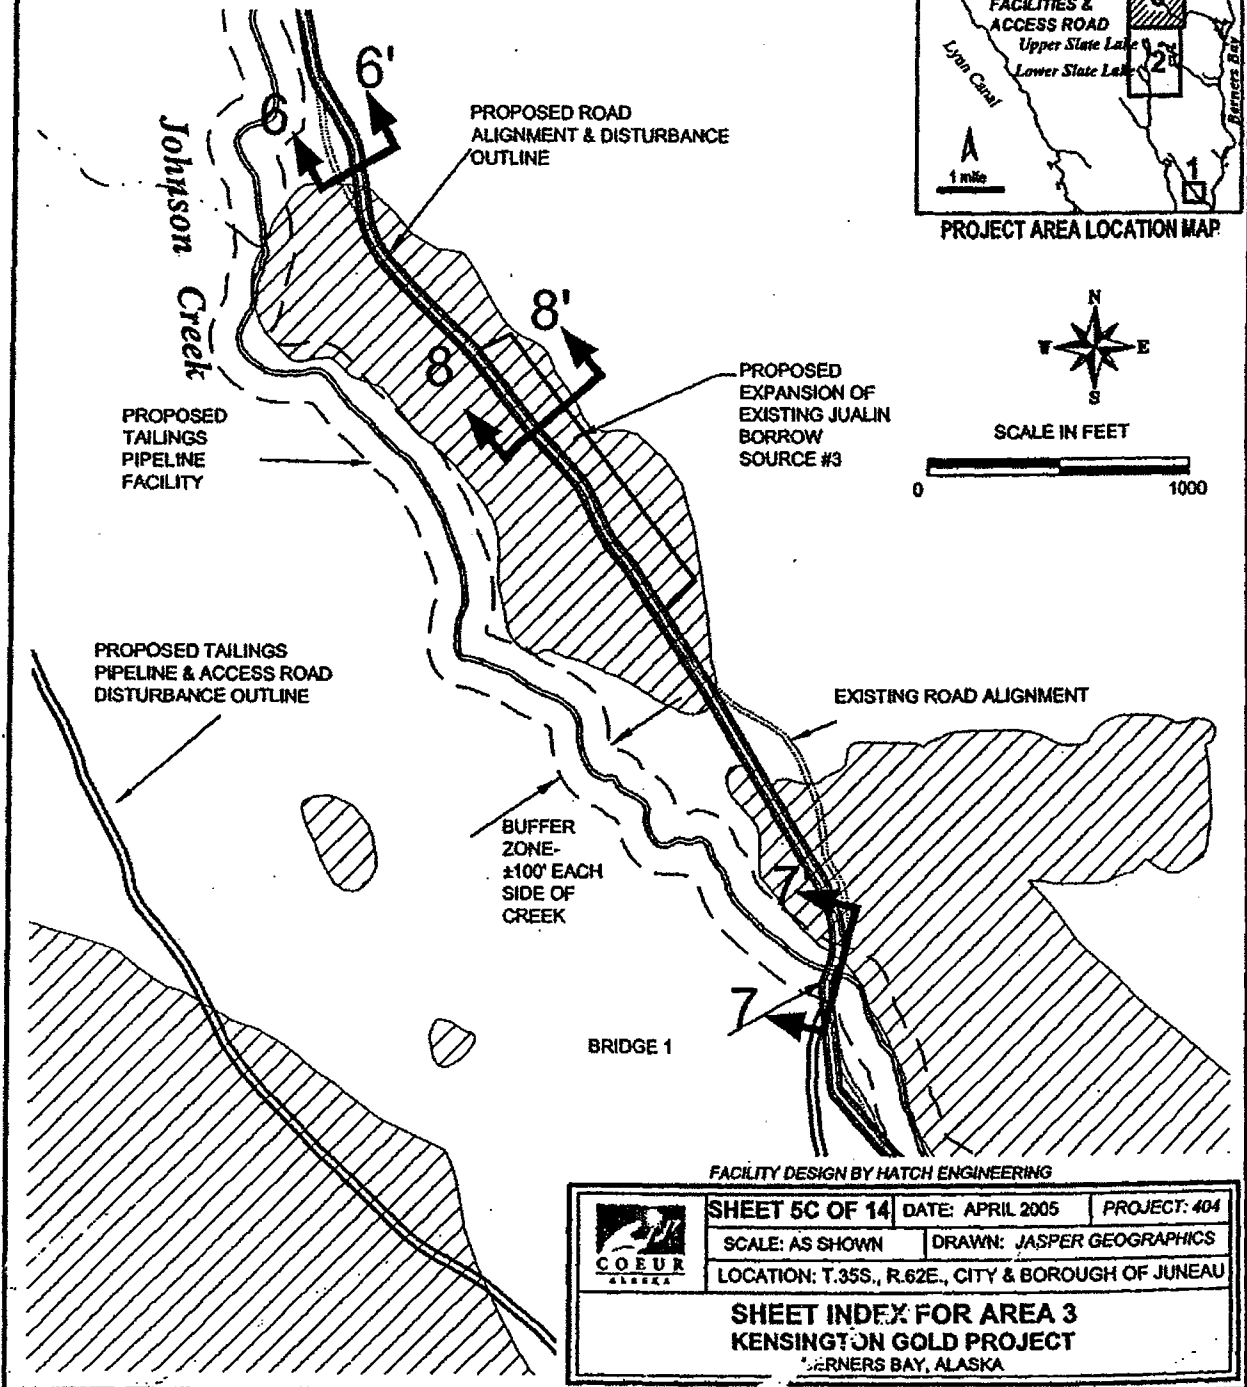 FACILITIES &
ACCESS ROAD
Upper Slate Lake
Lower Slate Lake
2
Lynn Canal
Berners Bay
1 mile
1
PROJECT AREA LOCATION MAP
6'
6
PROPOSED ROAD
ALIGNMENT & DISTURBANCE
OUTLINE
Johnson Creek
N
W
E
S
SCALE IN FEET
0
1000
8'
8
PROPOSED
EXPANSION OF
EXISTING JUALIN
BORROW
SOURCE #3
PROPOSED
TAILINGS
PIPELINE
FACILITY
PROPOSED TAILINGS
PIPELINE & ACCESS ROAD
DISTURBANCE OUTLINE
EXISTING ROAD ALIGNMENT
BUFFER
ZONE-
±100' EACH
SIDE OF
CREEK
7
7
BRIDGE 1
FACILITY DESIGN BY HATCH ENGINEERING
COEUR
ALASKA
SHEET 5C OF 14
DATE: APRIL 2005
PROJECT: 404
SCALE: AS SHOWN
DRAWN: JASPER GEOGRAPHICS
LOCATION: T.35S., R.62E., CITY & BOROUGH OF JUNEAU
SHEET INDEX FOR AREA 3
KENSINGTON GOLD PROJECT
BERNERS BAY, ALASKA